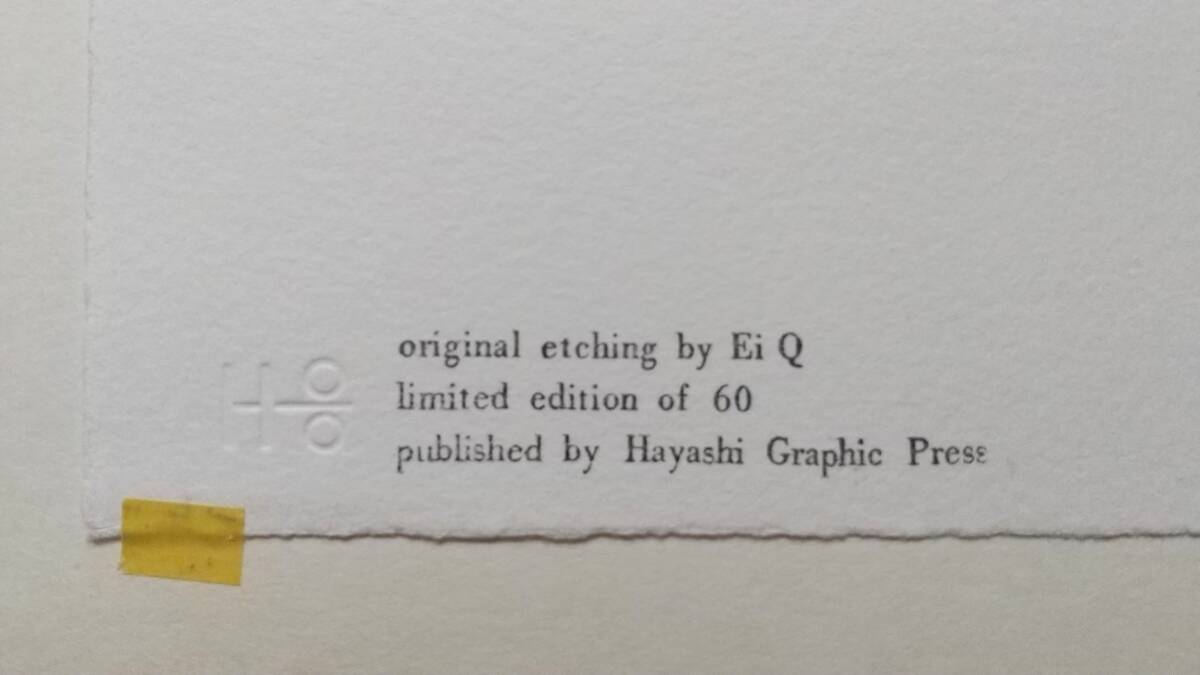 original etching by Ei Q
limited edition of 60
published by Hayashi Graphic Press